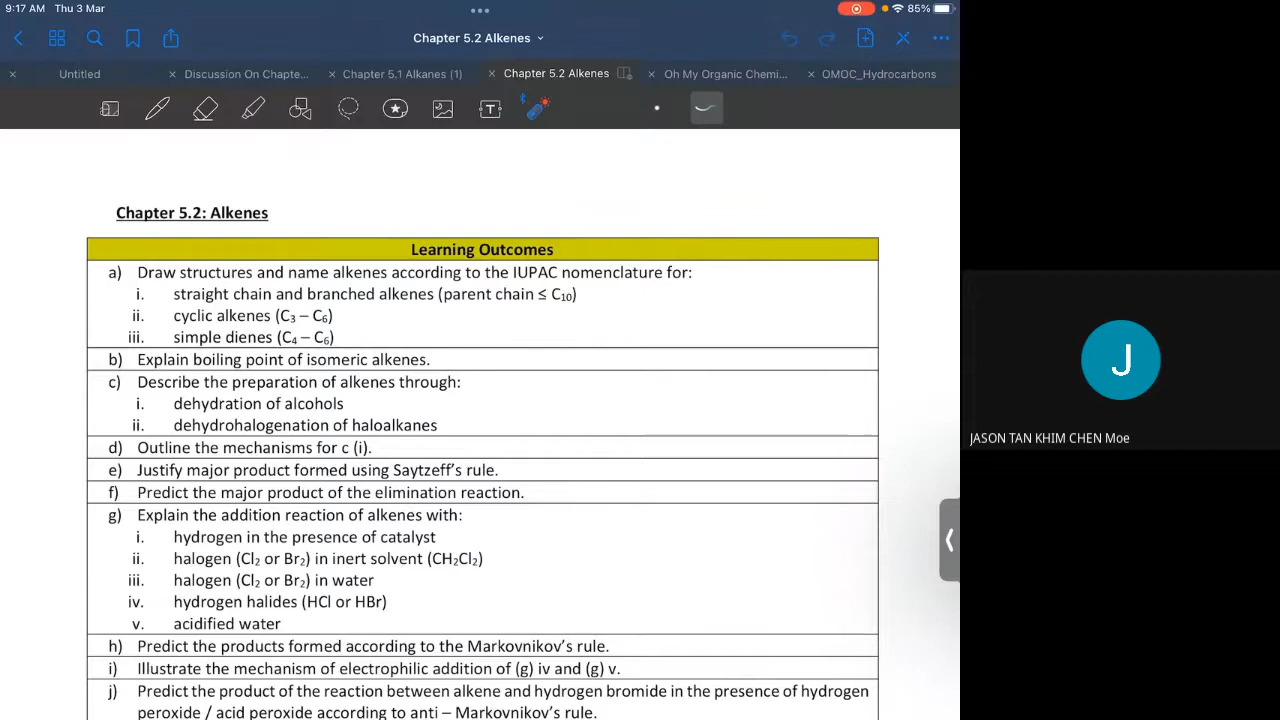 9:17 AM Thu 3 Mar
85%
Chapter 5.2 Alkenes
Untitled
Discussion On Chapte...
Chapter 5.1 Alkanes (1)
Chapter 5.2 Alkenes
Oh My Organic Chemi...
OMOC_Hydrocarbons
T
Chapter 5.2: Alkenes
Learning Outcomes
a) Draw structures and name alkenes according to the IUPAC nomenclature for:
i. straight chain and branched alkenes (parent chain ≤ C₁₀)
ii. cyclic alkenes (C₃ – C₆)
iii. simple dienes (C₄ – C₆)
b) Explain boiling point of isomeric alkenes.
c) Describe the preparation of alkenes through:
i. dehydration of alcohols
ii. dehydrohalogenation of haloalkanes
d) Outline the mechanisms for c (i).
e) Justify major product formed using Saytzeff's rule.
f) Predict the major product of the elimination reaction.
g) Explain the addition reaction of alkenes with:
i. hydrogen in the presence of catalyst
ii. halogen (Cl₂ or Br₂) in inert solvent (CH₂Cl₂)
iii. halogen (Cl₂ or Br₂) in water
iv. hydrogen halides (HCl or HBr)
v. acidified water
h) Predict the products formed according to the Markovnikov's rule.
i) Illustrate the mechanism of electrophilic addition of (g) iv and (g) v.
j) Predict the product of the reaction between alkene and hydrogen bromide in the presence of hydrogen
peroxide / acid peroxide according to anti – Markovnikov's rule.
J
JASON TAN KHIM CHEN Moe